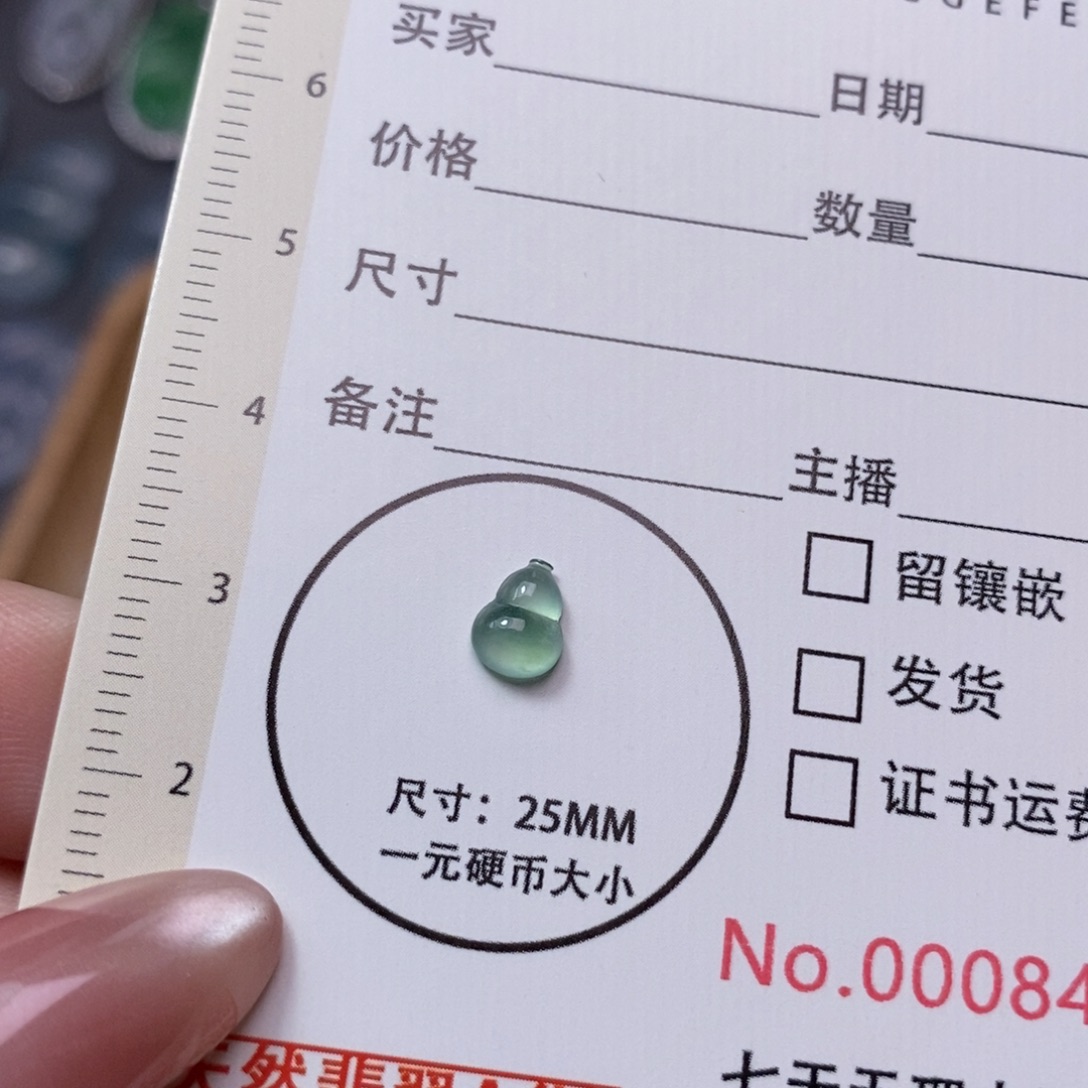 买家 日期
价格 数量
尺寸
备注 主播
留镶嵌
发货
证书运费
尺寸：25MM
一元硬币大小
No.00084
6
5
4
3
2